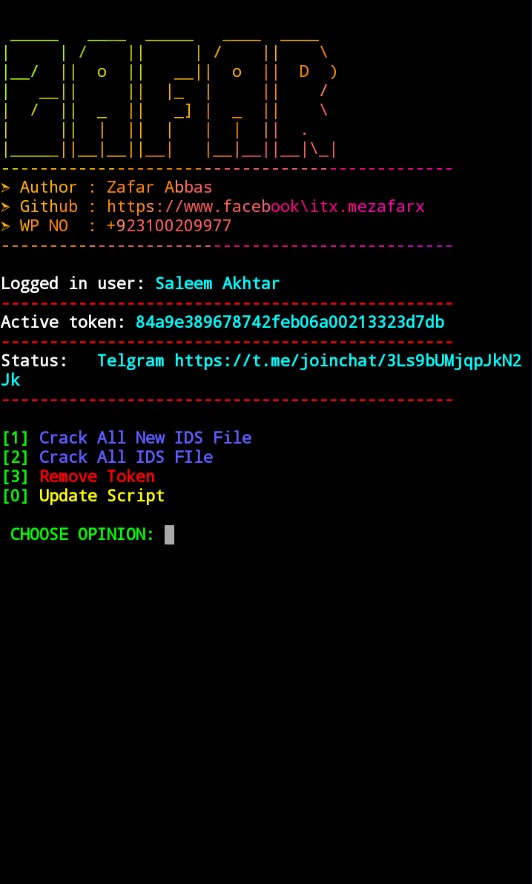 ZAFAR
➤ Author : Zafar Abbas
➤ Github : https://www.facebook\itx.mezafarx
➤ WP NO  : +923100209977
Logged in user: Saleem Akhtar
Active token: 84a9e389678742feb06a00213323d7db
Status:   Telgram https://t.me/joinchat/3Ls9bUMjqpJkN2
Jk
[1] Crack All New IDS File
[2] Crack All IDS FIle
[3] Remove Token
[0] Update Script
CHOOSE OPINION: